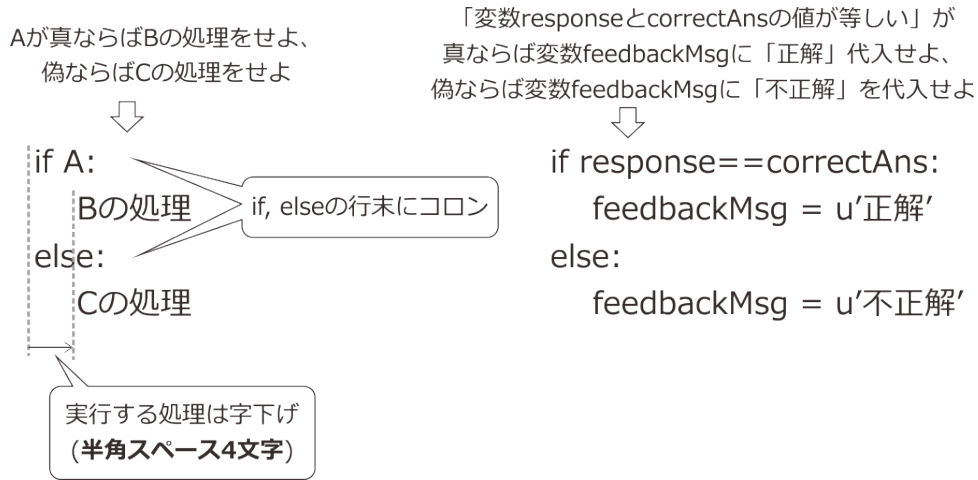 Aが真ならばBの処理をせよ、
偽ならばCの処理をせよ
if A:
Bの処理
else:
Cの処理
if, elseの行末にコロン
実行する処理は字下げ
(半角スペース4文字)
「変数responseとcorrectAnsの値が等しい」が
真ならば変数feedbackMsgに「正解」代入せよ、
偽ならば変数feedbackMsgに「不正解」を代入せよ
if response==correctAns:
feedbackMsg = u’正解’
else:
feedbackMsg = u’不正解’